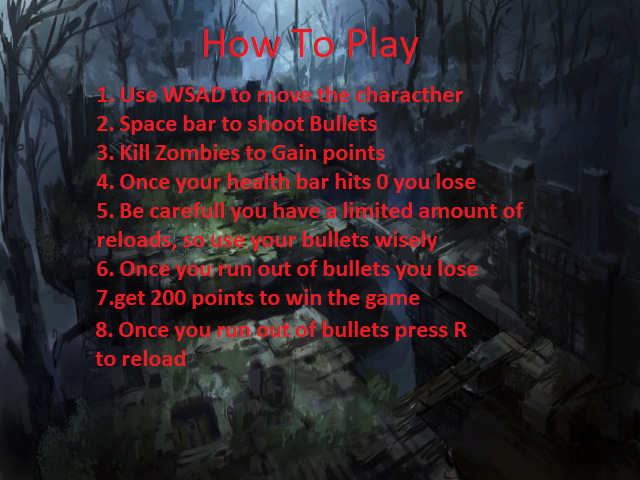 How To Play
1. Use WSAD to move the characther
2. Space bar to shoot Bullets
3. Kill Zombies to Gain points
4. Once your health bar hits 0 you lose
5. Be carefull you have a limited amount of
reloads, so use your bullets wisely
6. Once you run out of bullets you lose
7.get 200 points to win the game
8. Once you run out of bullets press R
to reload